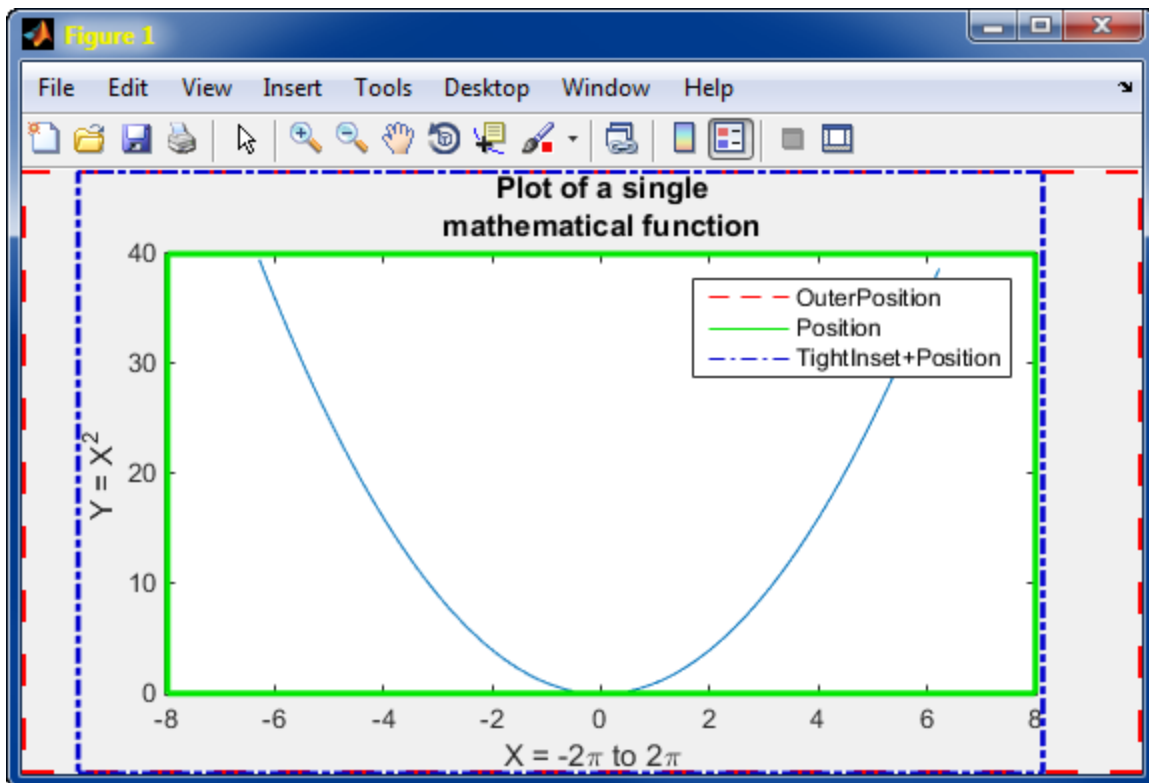 Figure 1
File Edit View Insert Tools Desktop Window Help
Plot of a single
mathematical function
OuterPosition
Position
TightInset+Position
Y = X²
40
30
20
10
0
-8 -6 -4 -2 0 2 4 6 8
X = -2π to 2π